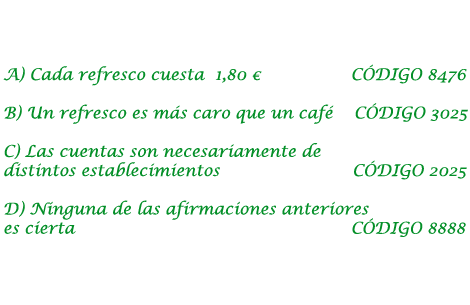 A) Cada refresco cuesta 1,80 € CÓDIGO 8476
B) Un refresco es más caro que un café CÓDIGO 3025
C) Las cuentas son necesariamente de
distintos establecimientos CÓDIGO 2025
D) Ninguna de las afirmaciones anteriores
es cierta CÓDIGO 8888